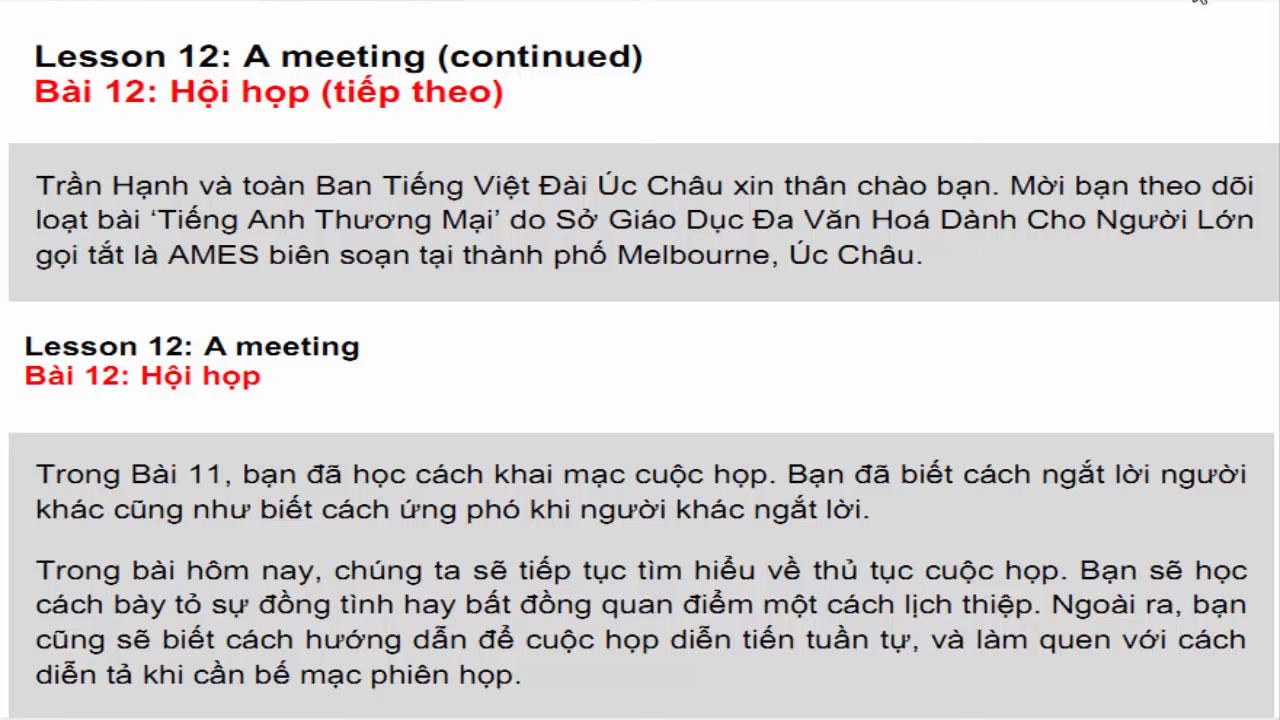 Lesson 12: A meeting (continued)
Bài 12: Hội họp (tiếp theo)
Trần Hạnh và toàn Ban Tiếng Việt Đài Úc Châu xin thân chào bạn. Mời bạn theo dõi
loạt bài ‘Tiếng Anh Thương Mại’ do Sở Giáo Dục Đa Văn Hoá Dành Cho Người Lớn
gọi tắt là AMES biên soạn tại thành phố Melbourne, Úc Châu.
Lesson 12: A meeting
Bài 12: Hội họp
Trong Bài 11, bạn đã học cách khai mạc cuộc họp. Bạn đã biết cách ngắt lời người
khác cũng như biết cách ứng phó khi người khác ngắt lời.
Trong bài hôm nay, chúng ta sẽ tiếp tục tìm hiểu về thủ tục cuộc họp. Bạn sẽ học
cách bày tỏ sự đồng tình hay bất đồng quan điểm một cách lịch thiệp. Ngoài ra, bạn
cũng sẽ biết cách hướng dẫn để cuộc họp diễn tiến tuần tự, và làm quen với cách
diễn tả khi cần bế mạc phiên họp.